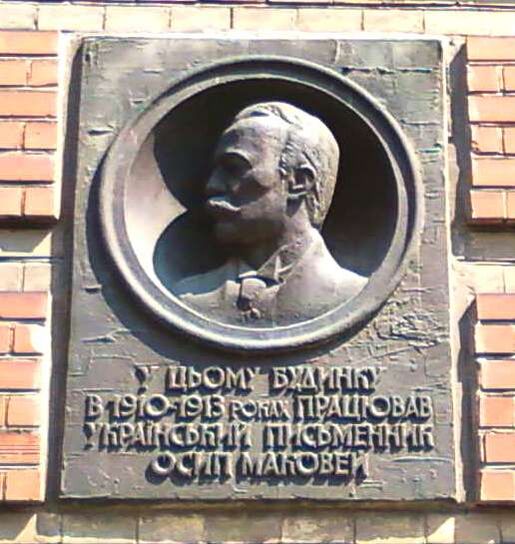 У ЦЬОМУ БУДИНКУ
В 1910-1913 РОКАХ ПРАЦЮВАВ
УКРАЇНСЬКИЙ ПИСЬМЕННИК
ОСИП МАКОВЕЙ